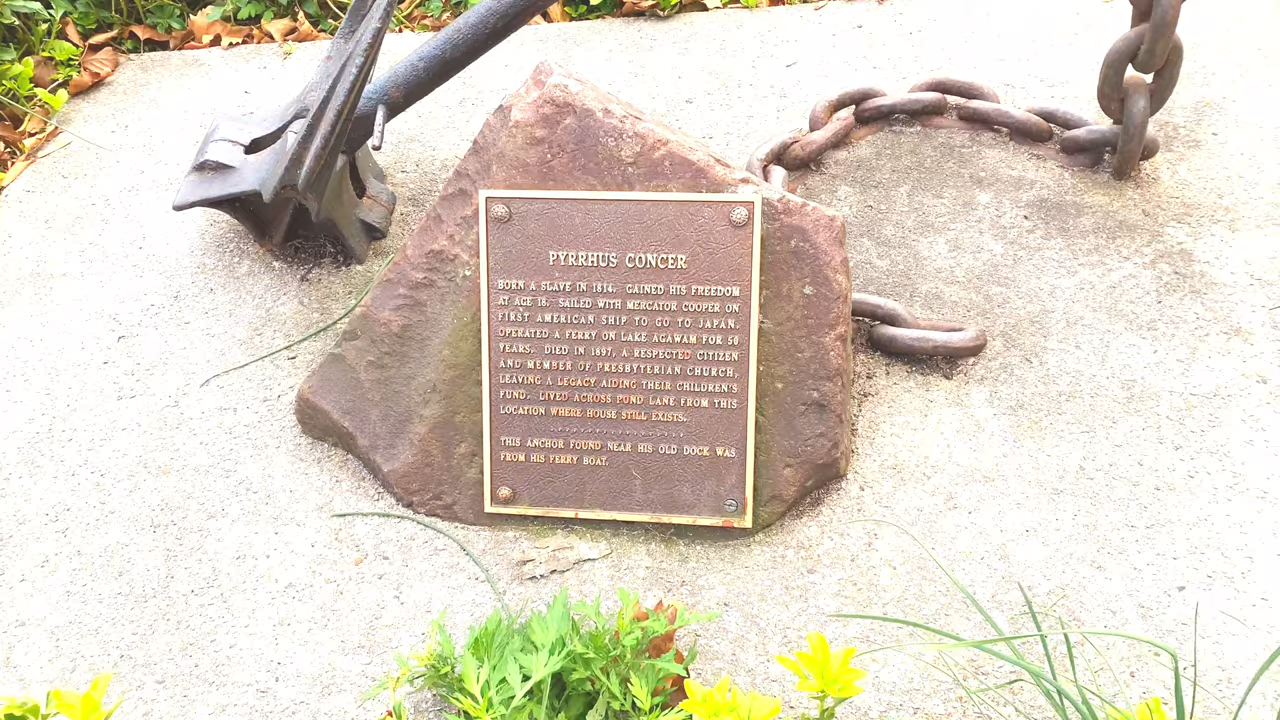 PYRRHUS CONCER
BORN A SLAVE IN 1814. GAINED HIS FREEDOM
AT AGE 18. SAILED WITH MERCATOR COOPER ON
FIRST AMERICAN SHIP TO GO TO JAPAN.
OPERATED A FERRY ON LAKE AGAWAM FOR 50
YEARS. DIED IN 1897, A RESPECTED CITIZEN
AND MEMBER OF PRESBYTERIAN CHURCH,
LEAVING A LEGACY AIDING THEIR CHILDREN'S
FUND. LIVED ACROSS POND LANE FROM THIS
LOCATION WHERE HOUSE STILL EXISTS.
THIS ANCHOR FOUND NEAR HIS OLD DOCK WAS
FROM HIS FERRY BOAT.